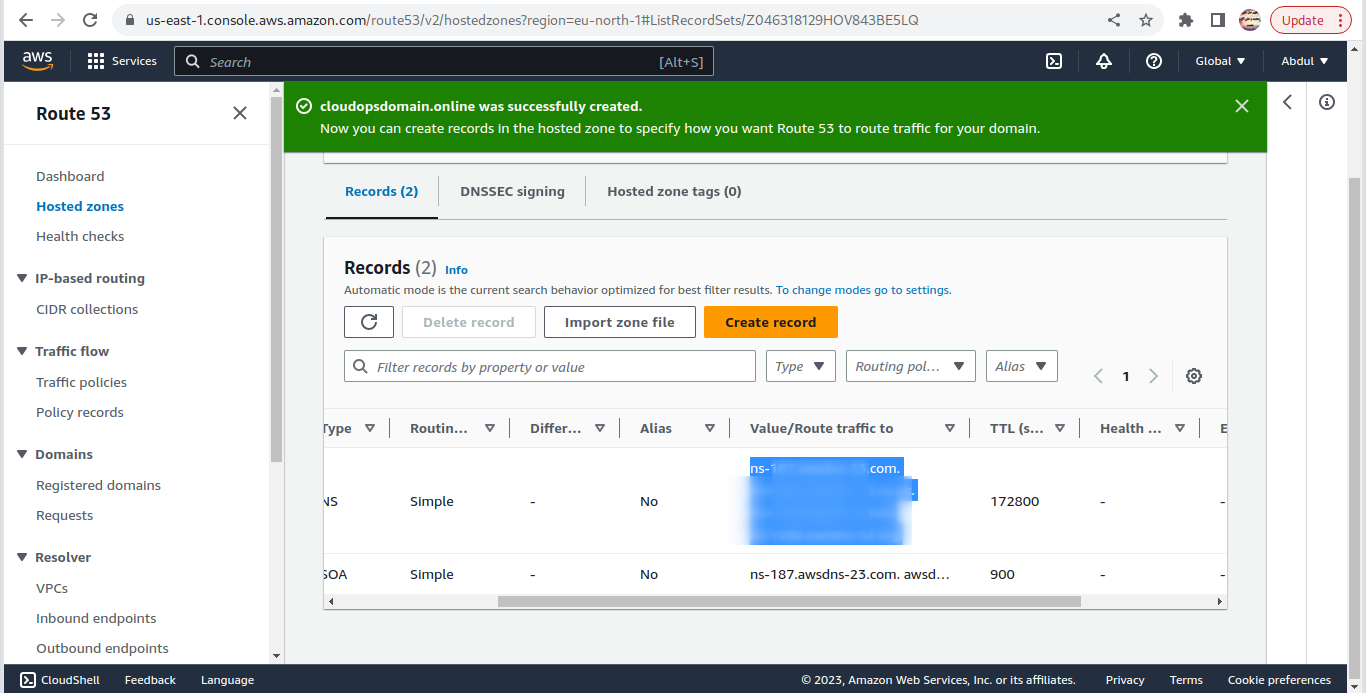 us-east-1.console.aws.amazon.com/route53/v2/hostedzones?region=eu-north-1#ListRecordSets/Z046318129HOV843BE5LQ
Update
aws
Services
Search
[Alt+S]
Global
Abdul
Route 53
Dashboard
Hosted zones
Health checks
IP-based routing
CIDR collections
Traffic flow
Traffic policies
Policy records
Domains
Registered domains
Requests
Resolver
VPCs
Inbound endpoints
Outbound endpoints
cloudopsdomain.online was successfully created.
Now you can create records in the hosted zone to specify how you want Route 53 to route traffic for your domain.
Records (2)
DNSSEC signing
Hosted zone tags (0)
Records (2) Info
Automatic mode is the current search behavior optimized for best filter results. To change modes go to settings.
Delete record
Import zone file
Create record
Filter records by property or value
Type
Routing pol...
Alias
1
Type Routin... Differ... Alias Value/Route traffic to TTL (s... Health ... E
NS Simple - No 172800 - -
SOA Simple - No ns-187.awsdns-23.com. awsd... 900 - -
CloudShell
Feedback
Language
© 2023, Amazon Web Services, Inc. or its affiliates.
Privacy
Terms
Cookie preferences